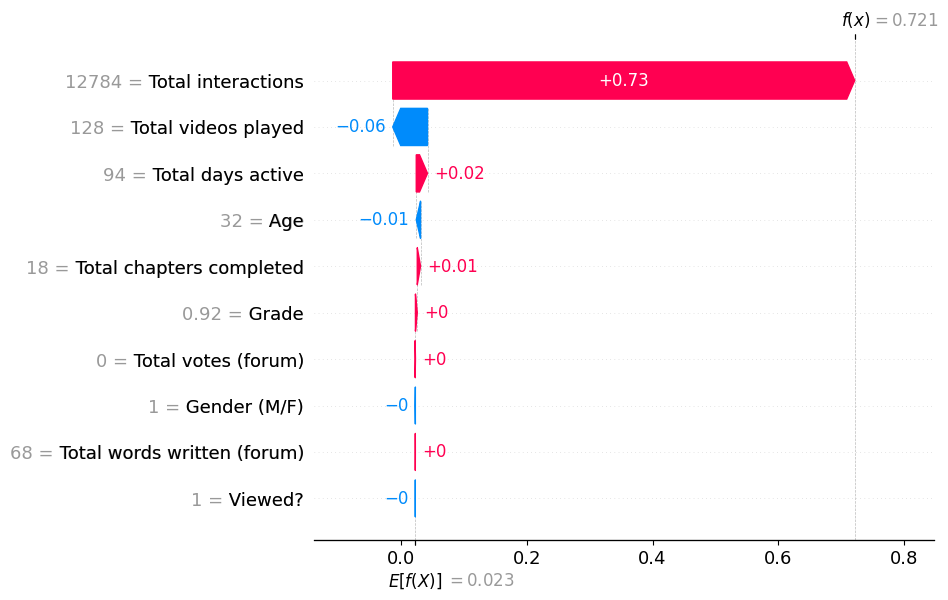 f(x) = 0.721
12784 = Total interactions +0.73
128 = Total videos played −0.06
94 = Total days active +0.02
32 = Age −0.01
18 = Total chapters completed +0.01
0.92 = Grade +0
0 = Total votes (forum) +0
1 = Gender (M/F) −0
68 = Total words written (forum) +0
1 = Viewed? −0
0.0 0.2 0.4 0.6 0.8
E[f(X)] = 0.023